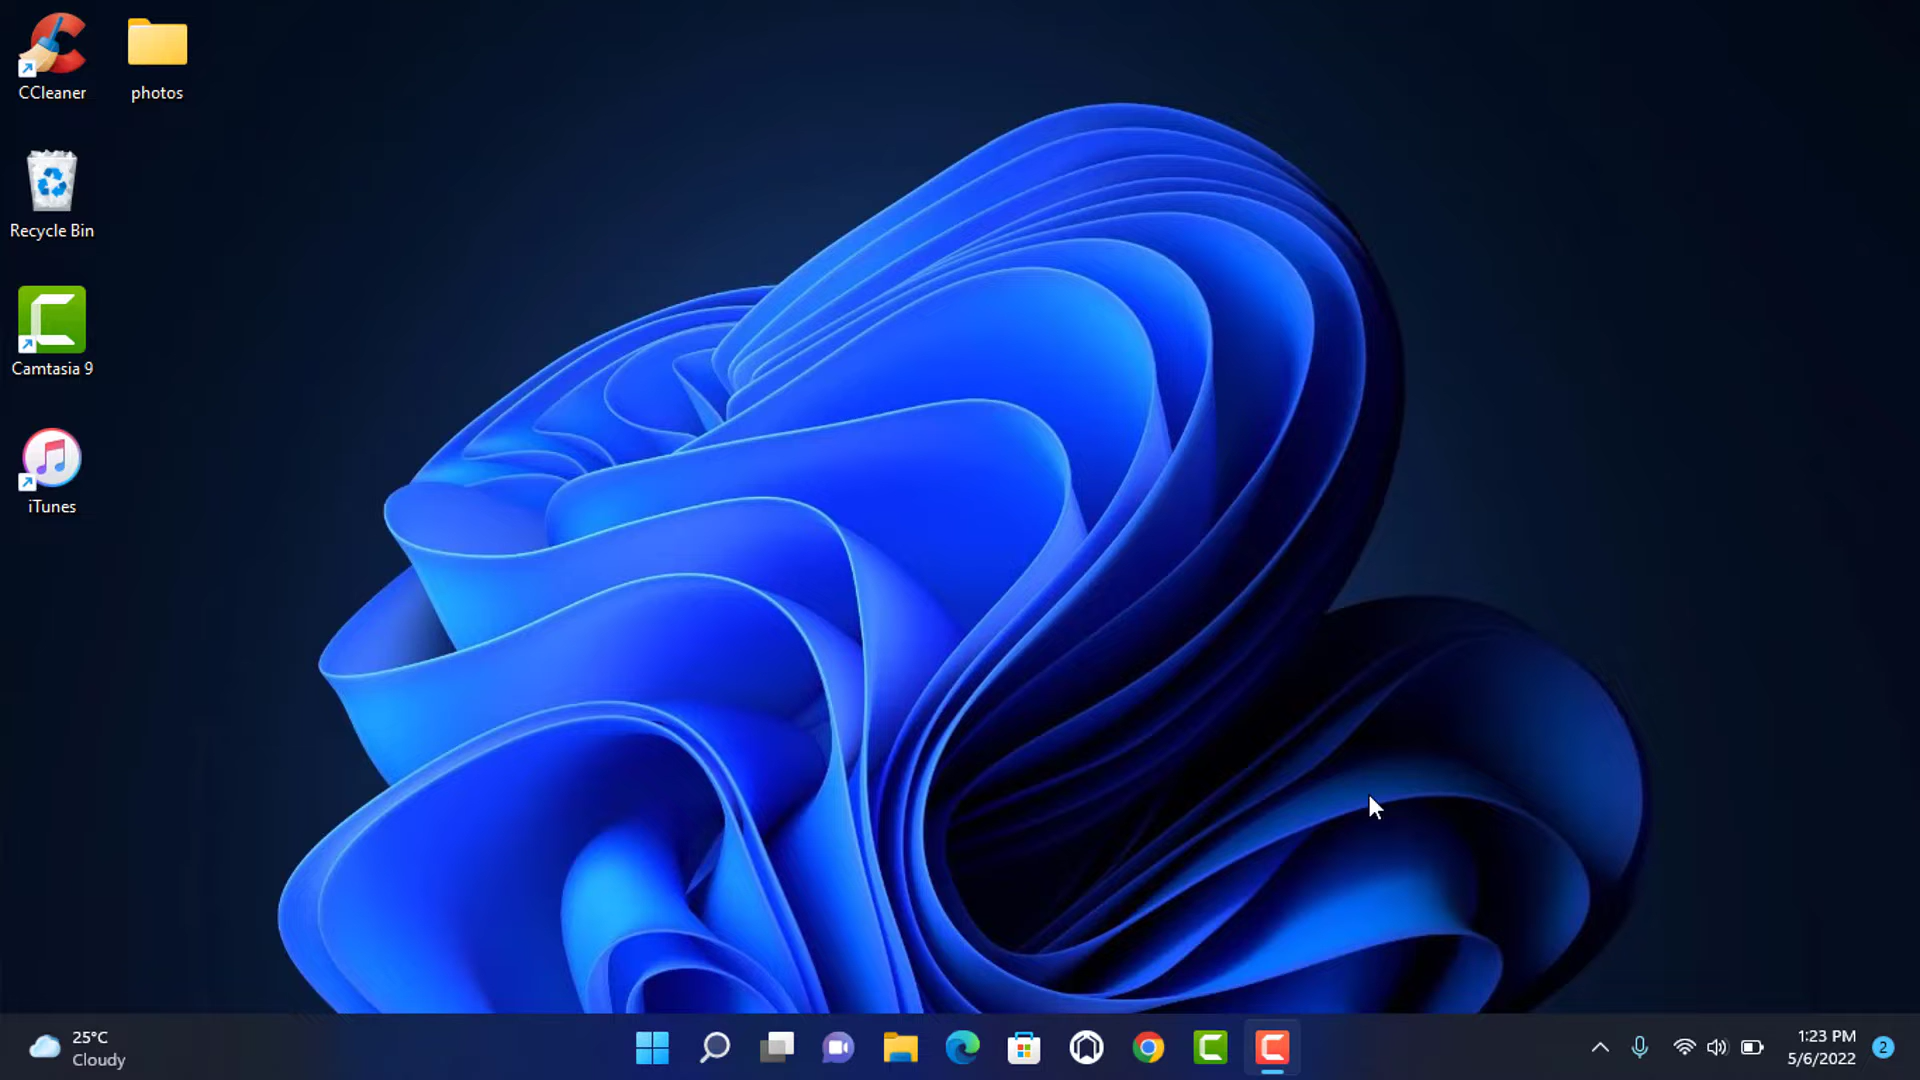 CCleaner
photos
Recycle Bin
Camtasia 9
iTunes
25°C
Cloudy
1:23 PM
5/6/2022
2